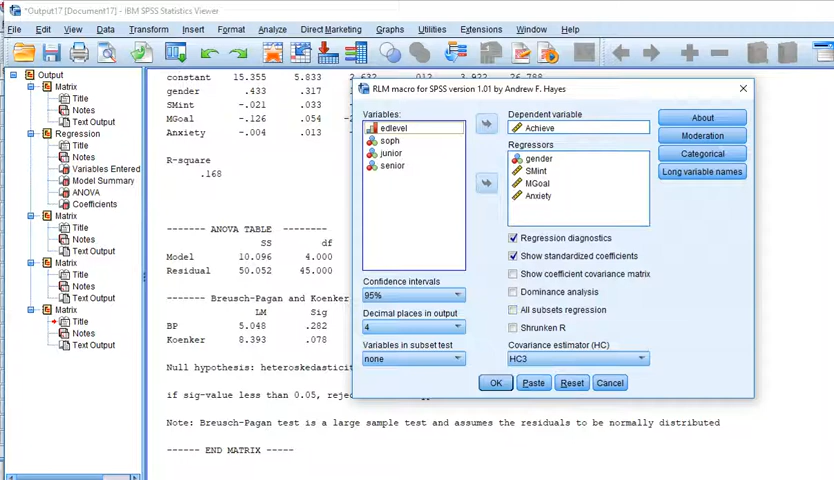 *Output17 [Document17] - IBM SPSS Statistics Viewer
File Edit View Data Transform Insert Format Analyze Direct Marketing Graphs Utilities Extensions Window Help
Output
Matrix
Title
Notes
Text Output
Regression
Title
Notes
Variables Entered
Model Summary
ANOVA
Coefficients
Matrix
Title
Notes
Text Output
Matrix
Title
Notes
Text Output
Matrix
Title
Notes
Text Output
constant 15.355 5.833 2.632 .012 3.922 26.788
gender .433 .317
SMint -.021 .033
MGoal -.126 .054
Anxiety -.004 .013
R-square
.168
------- ANOVA TABLE --------
SS df
Model 10.096 4.000
Residual 50.052 45.000
------- Breusch-Pagan and Koenker
LM Sig
BP 5.048 .282
Koenker 8.393 .078
Null hypothesis: heteroskedasticit
if sig-value less than 0.05, rejec
Note: Breusch-Pagan test is a large sample test and assumes the residuals to be normally distributed
------ END MATRIX -----
RLM macro for SPSS version 1.01 by Andrew F. Hayes
Variables:
edlevel
soph
junior
senior
Dependent variable
Achieve
Regressors
gender
SMint
MGoal
Anxiety
About
Moderation
Categorical
Long variable names
Regression diagnostics
Show standardized coefficients
Show coefficient covariance matrix
Dominance analysis
All subsets regression
Shrunken R
Confidence intervals
95%
Decimal places in output
4
Variables in subset test
none
Covariance estimator (HC)
HC3
OK Paste Reset Cancel